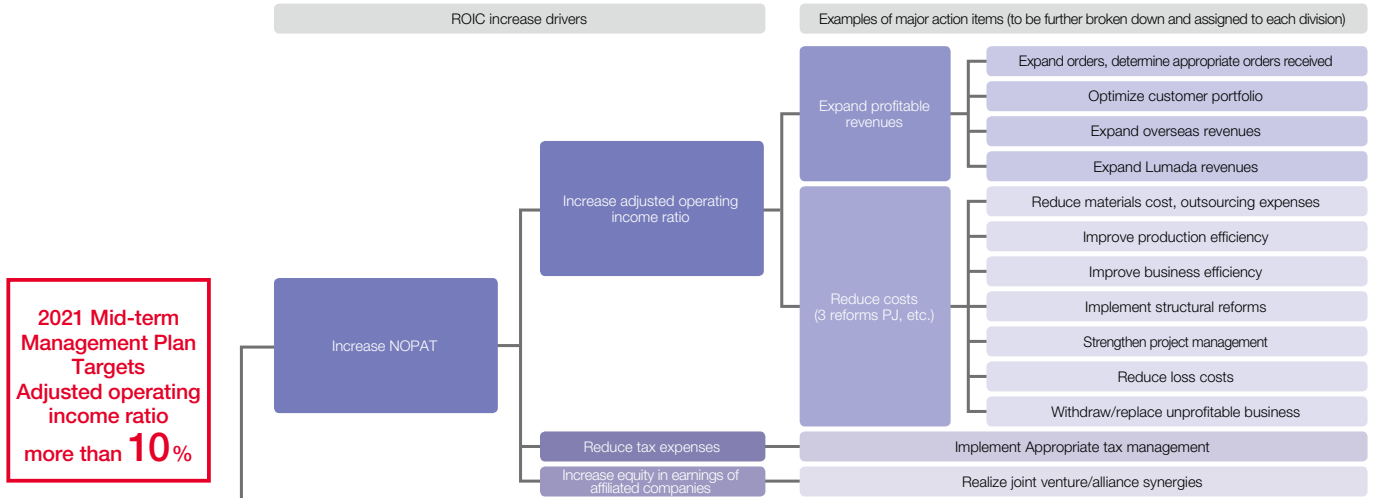 ROIC increase drivers
Examples of major action items (to be further broken down and assigned to each division)
2021 Mid-term
Management Plan
Targets
Adjusted operating
income ratio
more than 10%
Increase NOPAT
Increase adjusted operating
income ratio
Expand profitable
revenues
Expand orders, determine appropriate orders received
Optimize customer portfolio
Expand overseas revenues
Expand Lumada revenues
Reduce costs
(3 reforms PJ, etc.)
Reduce materials cost, outsourcing expenses
Improve production efficiency
Improve business efficiency
Implement structural reforms
Strengthen project management
Reduce loss costs
Withdraw/replace unprofitable business
Reduce tax expenses
Implement Appropriate tax management
Increase equity in earnings of
affiliated companies
Realize joint venture/alliance synergies